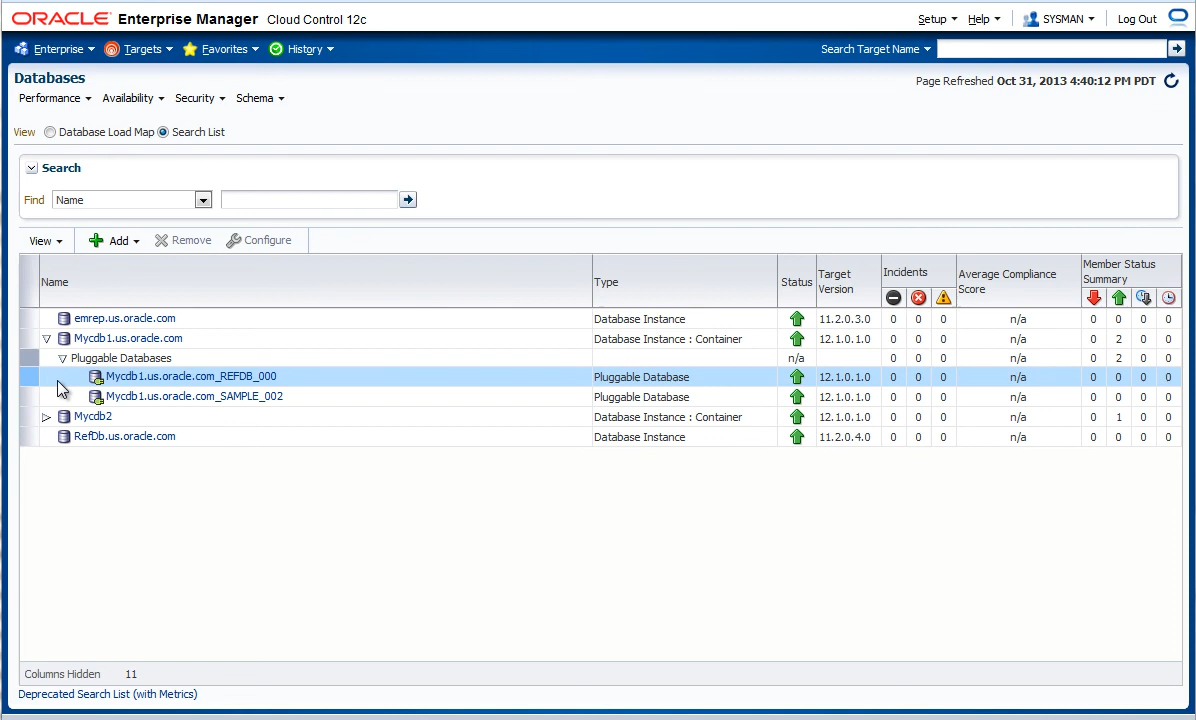 ORACLE Enterprise Manager Cloud Control 12c Setup Help SYSMAN Log Out
Enterprise Targets Favorites History Search Target Name
Databases
Page Refreshed Oct 31, 2013 4:40:12 PM PDT
Performance Availability Security Schema
View Database Load Map Search List
Search
Find Name
View Add Remove Configure
Name Type Status Target Version Incidents Average Compliance Score Member Status Summary
emrep.us.oracle.com Database Instance 11.2.0.3.0 0 0 0 n/a 0 0 0 0
Mycdb1.us.oracle.com Database Instance : Container 12.1.0.1.0 0 0 0 n/a 0 2 0 0
Pluggable Databases n/a 0 0 0 n/a 0 2 0 0
Mycdb1.us.oracle.com_REFDB_000 Pluggable Database 12.1.0.1.0 0 0 0 n/a 0 0 0 0
Mycdb1.us.oracle.com_SAMPLE_002 Pluggable Database 12.1.0.1.0 0 0 0 n/a 0 0 0 0
Mycdb2 Database Instance : Container 12.1.0.1.0 0 0 0 n/a 0 1 0 0
RefDb.us.oracle.com Database Instance 11.2.0.4.0 0 0 0 n/a 0 0 0 0
Columns Hidden 11
Deprecated Search List (with Metrics)